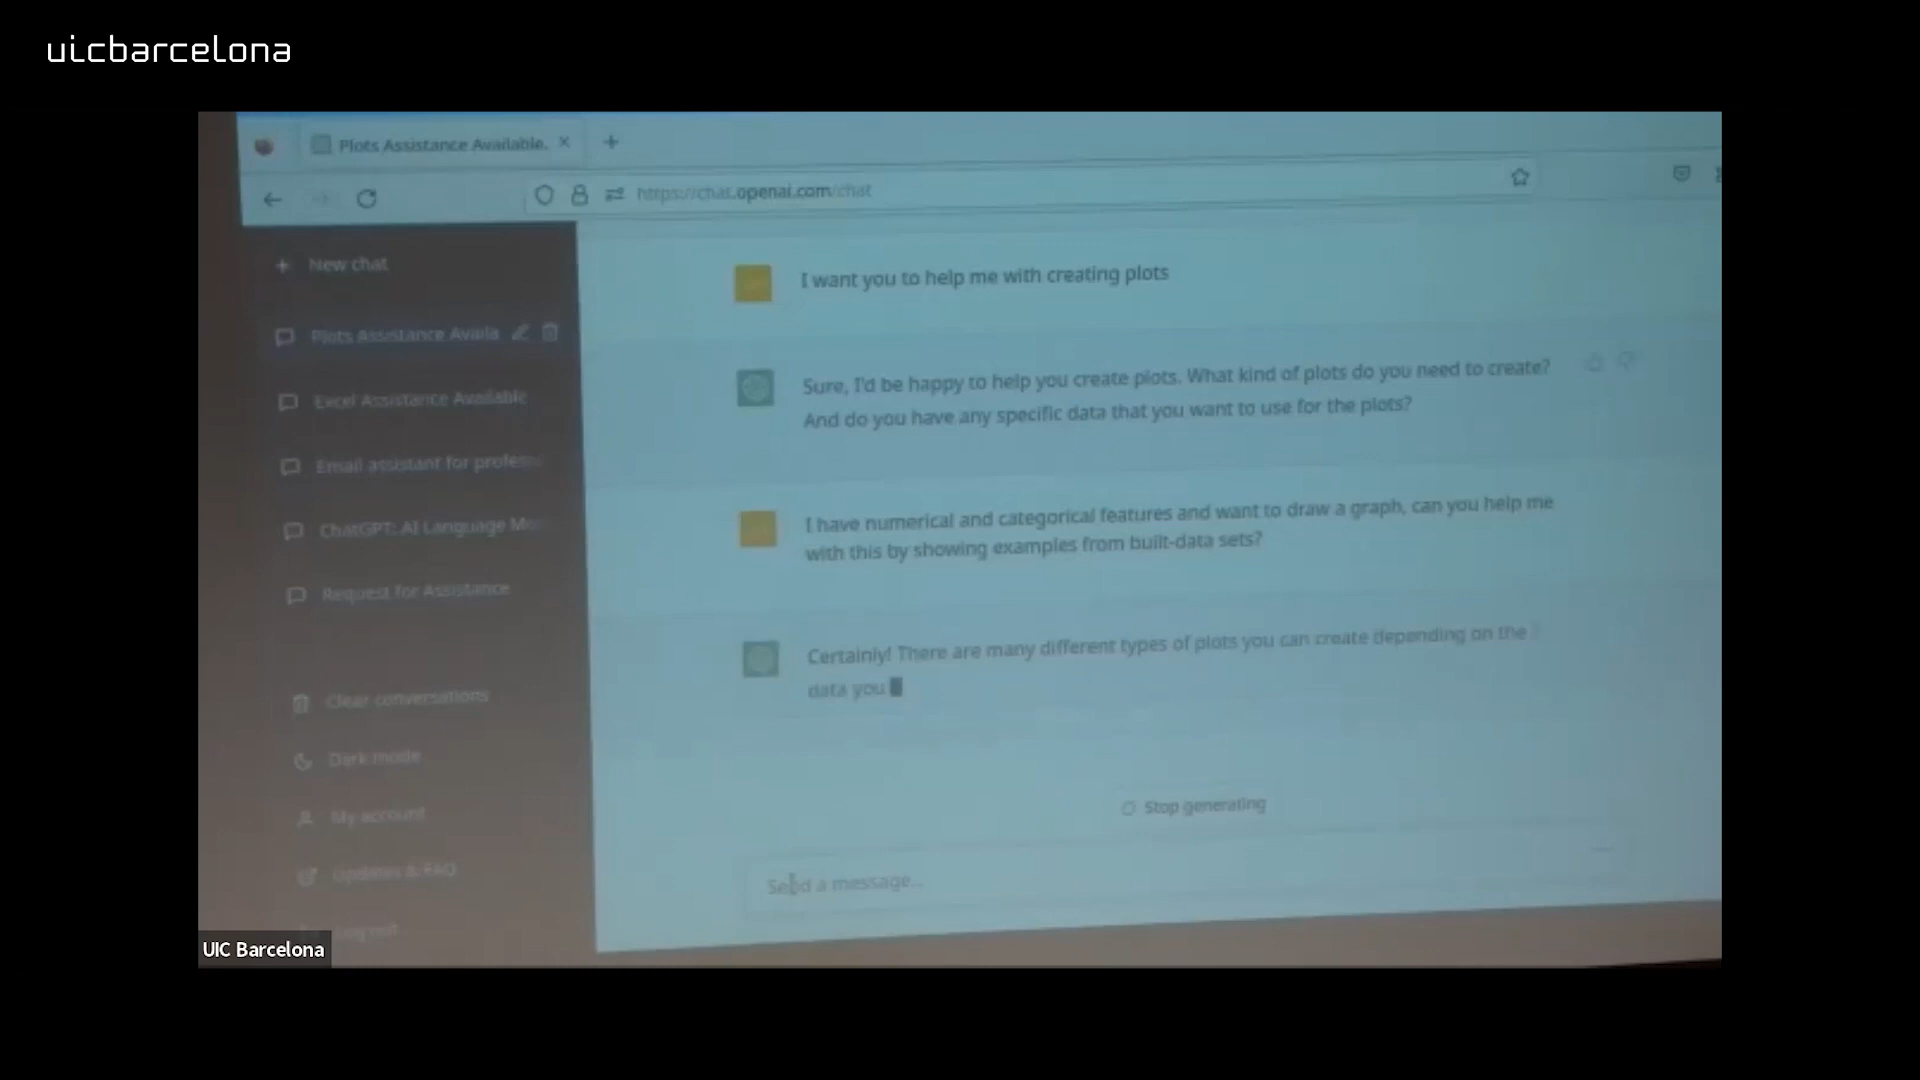 uicbarcelona
Plots Assistance Available.
https://chat.openai.com/chat
New chat
Plots Assistance Availa
Excel Assistance Available
Email assistant for profess
ChatGPT: AI Language Mo
Request for Assistance
Clear conversations
Dark mode
My account
Updates & FAQ
Log out
I want you to help me with creating plots
Sure, I'd be happy to help you create plots. What kind of plots do you need to create?
And do you have any specific data that you want to use for the plots?
I have numerical and categorical features and want to draw a graph, can you help me
with this by showing examples from built-data sets?
Certainly! There are many different types of plots you can create depending on the
data you
Stop generating
Send a message...
UIC Barcelona